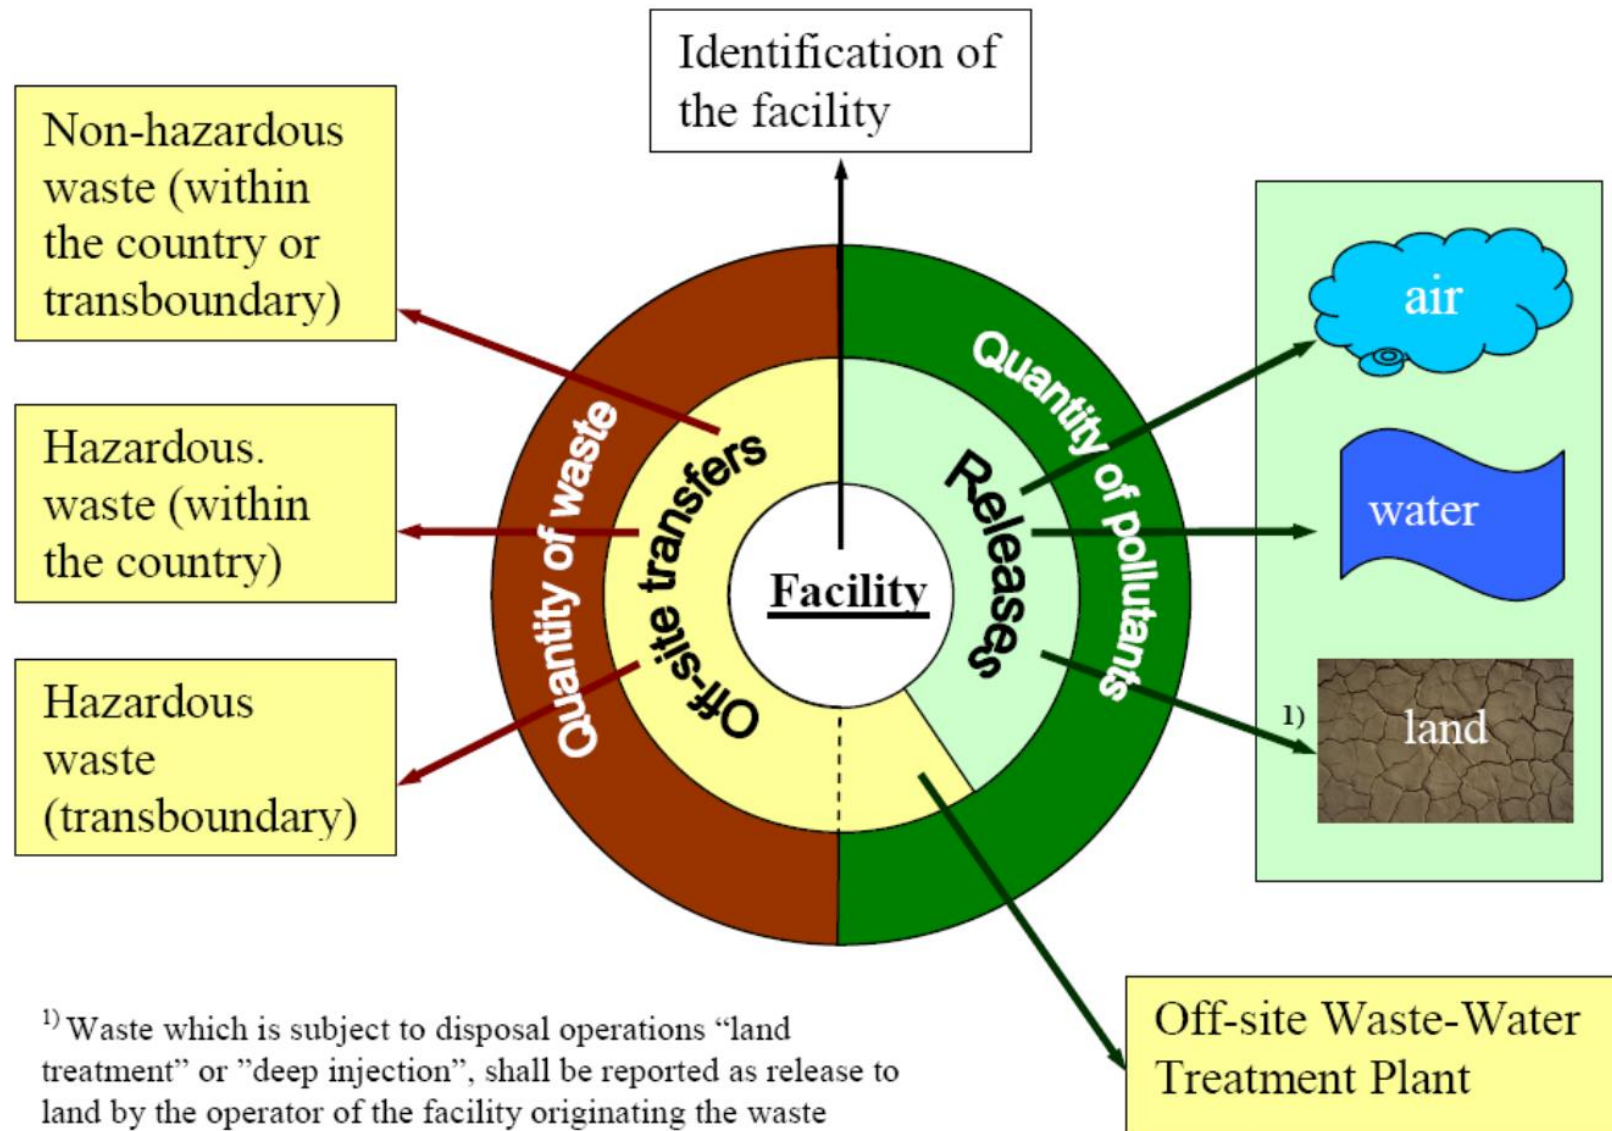 Identification of
the facility
Non-hazardous
waste (within
the country or
transboundary)
Hazardous.
waste (within
the country)
Hazardous
waste
(transboundary)
Quantity of waste
Off-site transfers
Facility
Releases
Quantity of pollutants
air
water
1)
land
Off-site Waste-Water
Treatment Plant
1) Waste which is subject to disposal operations “land
treatment” or ”deep injection”, shall be reported as release to
land by the operator of the facility originating the waste